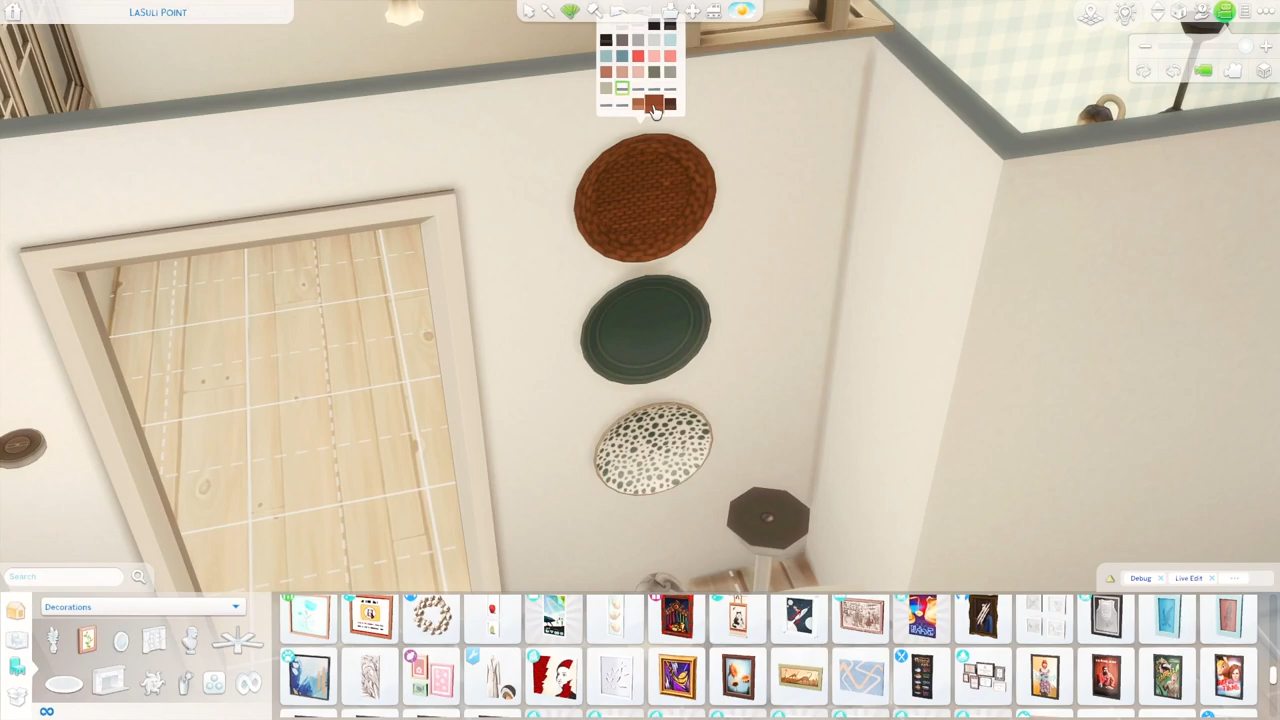 LaSuli Point
Search
Decorations
Debug
Live Edit